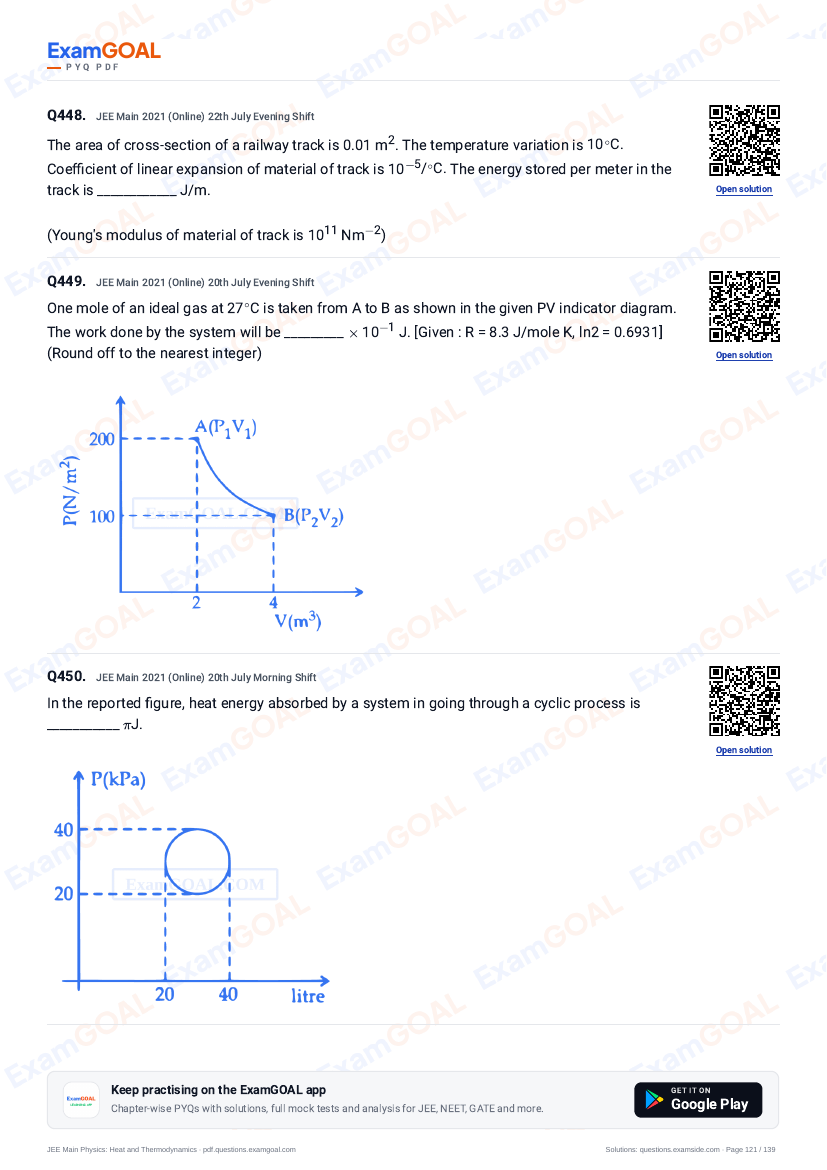 ExamGOAL
PYQ PDF
Q448. JEE Main 2021 (Online) 22th July Evening Shift
The area of cross-section of a railway track is 0.01 m². The temperature variation is 10°C.
Coefficient of linear expansion of material of track is 10⁻⁵/°C. The energy stored per meter in the
track is ____________ J/m.
(Young's modulus of material of track is 10¹¹ Nm⁻²)
Open solution
Q449. JEE Main 2021 (Online) 20th July Evening Shift
One mole of an ideal gas at 27°C is taken from A to B as shown in the given PV indicator diagram.
The work done by the system will be _________ × 10⁻¹ J. [Given : R = 8.3 J/mole K, ln2 = 0.6931]
(Round off to the nearest integer)
Open solution
A(P₁V₁)
200
P(N/m²)
100
B(P₂V₂)
ExamGOAL.COM
2 4
V(m³)
Q450. JEE Main 2021 (Online) 20th July Morning Shift
In the reported figure, heat energy absorbed by a system in going through a cyclic process is
___________ πJ.
Open solution
P(kPa)
40
ExamGOAL.COM
20
20 40 litre
Keep practising on the ExamGOAL app
Chapter-wise PYQs with solutions, full mock tests and analysis for JEE, NEET, GATE and more.
GET IT ON
Google Play
JEE Main Physics: Heat and Thermodynamics · pdf.questions.examgoal.com
Solutions: questions.examside.com · Page 121 / 139